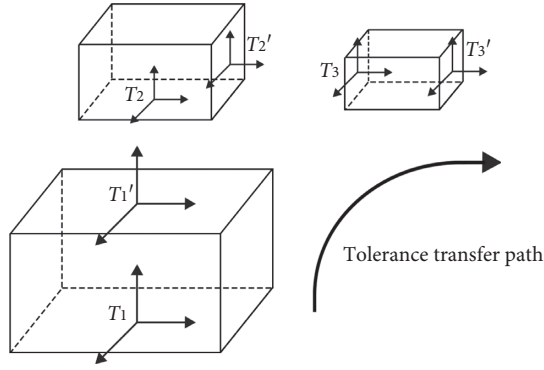 T2′
T3′
T2
T3
T1′
Tolerance transfer path
T1